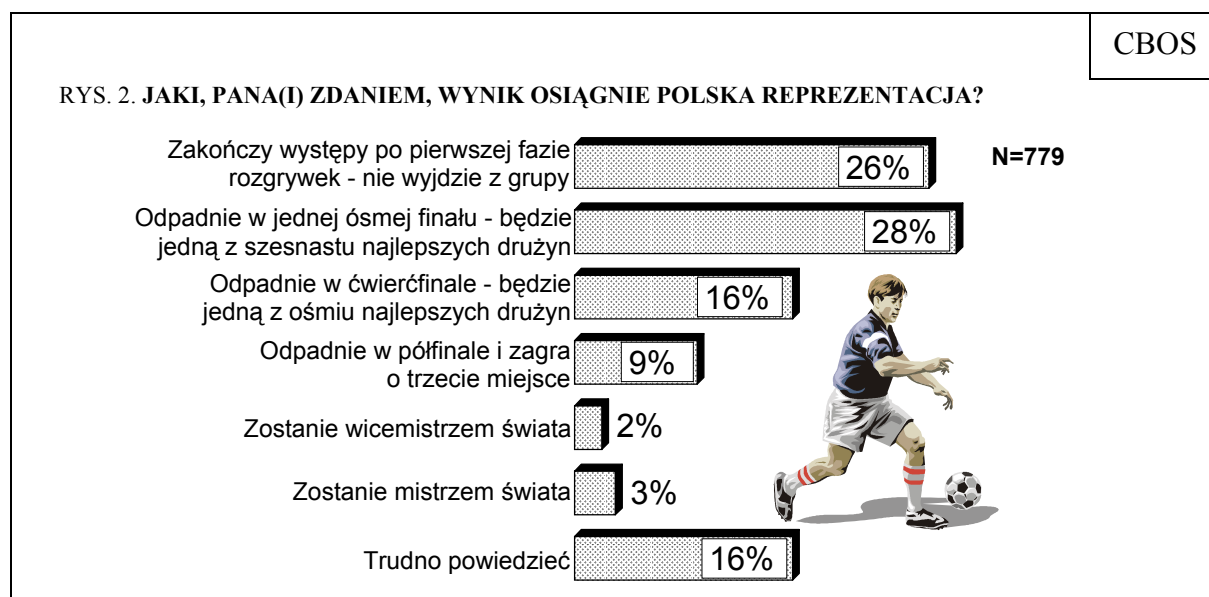 CBOS
RYS. 2. JAKI, PANA(I) ZDANIEM, WYNIK OSIĄGNIE POLSKA REPREZENTACJA?
N=779
Zakończy występy po pierwszej fazie
rozgrywek - nie wyjdzie z grupy
26%
Odpadnie w jednej ósmej finału - będzie
jedną z szesnastu najlepszych drużyn
28%
Odpadnie w ćwierćfinale - będzie
jedną z ośmiu najlepszych drużyn
16%
Odpadnie w półfinale i zagra
o trzecie miejsce
9%
Zostanie wicemistrzem świata
2%
Zostanie mistrzem świata
3%
Trudno powiedzieć
16%